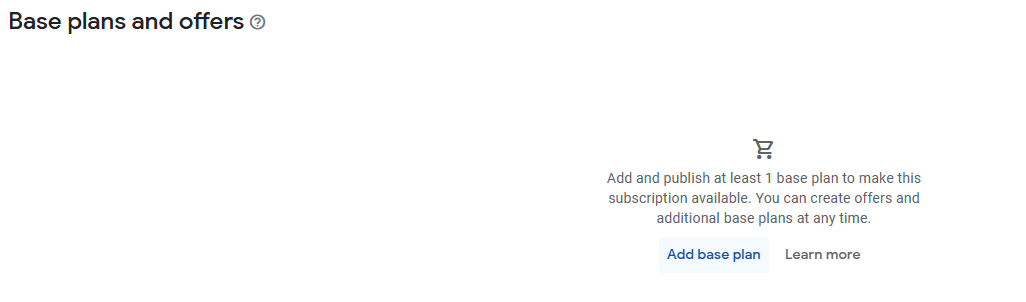 Base plans and offers
Add and publish at least 1 base plan to make this
subscription available. You can create offers and
additional base plans at any time.
Add base plan Learn more